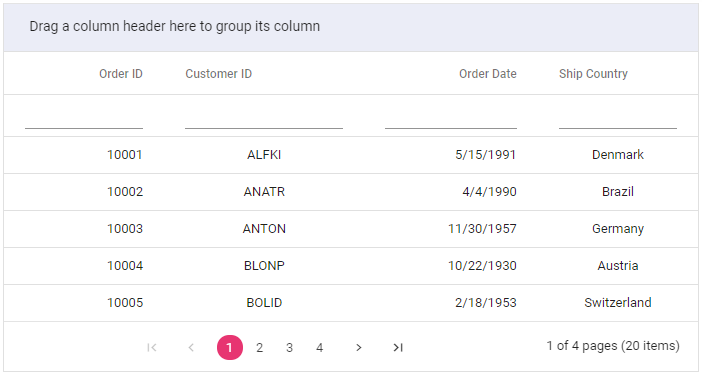 Drag a column header here to group its column
Order ID Customer ID Order Date Ship Country
10001 ALFKI 5/15/1991 Denmark
10002 ANATR 4/4/1990 Brazil
10003 ANTON 11/30/1957 Germany
10004 BLONP 10/22/1930 Austria
10005 BOLID 2/18/1953 Switzerland
1 2 3 4 1 of 4 pages (20 items)